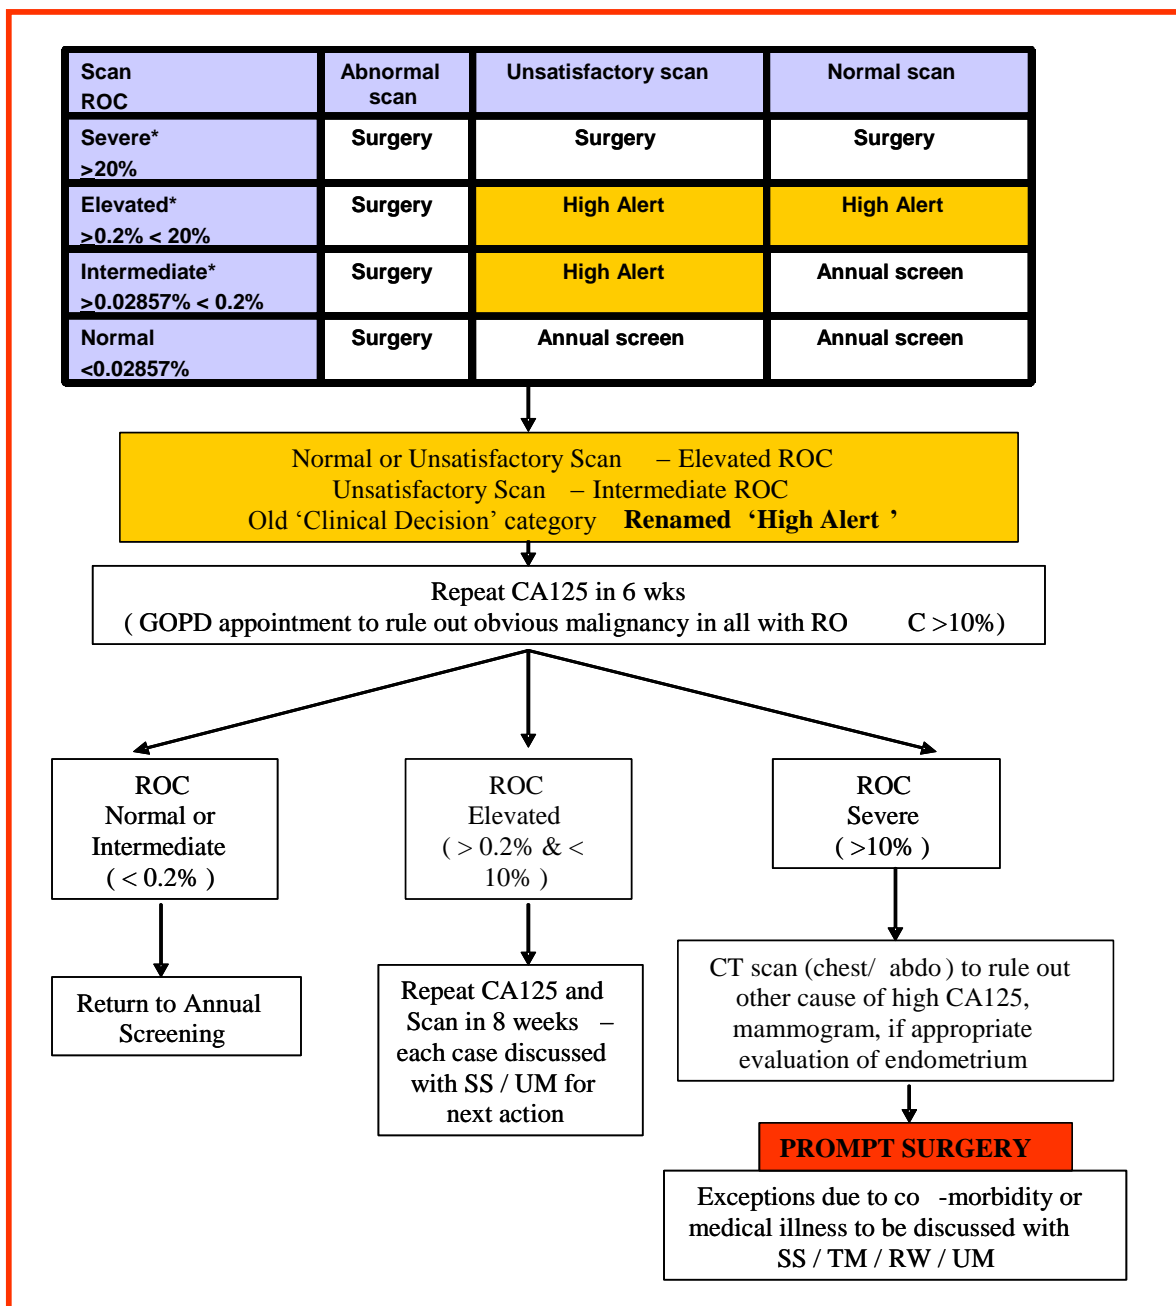 Scan
ROC
Abnormal
scan
Unsatisfactory scan
Normal scan
Severe*
>20%
Surgery
Surgery
Surgery
Elevated*
>0.2% < 20%
Surgery
High Alert
High Alert
Intermediate*
>0.02857% < 0.2%
Surgery
High Alert
Annual screen
Normal
<0.02857%
Surgery
Annual screen
Annual screen
Normal or Unsatisfactory Scan – Elevated ROC
Unsatisfactory Scan – Intermediate ROC
Old ‘Clinical Decision’ category Renamed ‘High Alert ’
Repeat CA125 in 6 wks
( GOPD appointment to rule out obvious malignancy in all with RO C >10%)
ROC
Normal or
Intermediate
( < 0.2% )
ROC
Elevated
( > 0.2% & <
10% )
ROC
Severe
( >10% )
Return to Annual
Screening
Repeat CA125 and
Scan in 8 weeks –
each case discussed
with SS / UM for
next action
CT scan (chest/ abdo ) to rule out
other cause of high CA125,
mammogram, if appropriate
evaluation of endometrium
PROMPT SURGERY
Exceptions due to co -morbidity or
medical illness to be discussed with
SS / TM / RW / UM